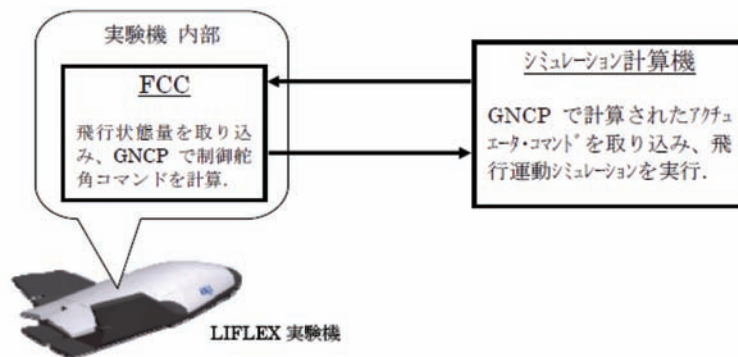 実験機 内部
FCC
飛行状態量を取り込
み、GNCP で制御舵
角コマンドを計算.
シミュレーション計算機
GNCP で計算されたアクチュ
エータ・コマンドを取り込み、飛
行運動シミュレーションを実行.
LIFLEX 実験機